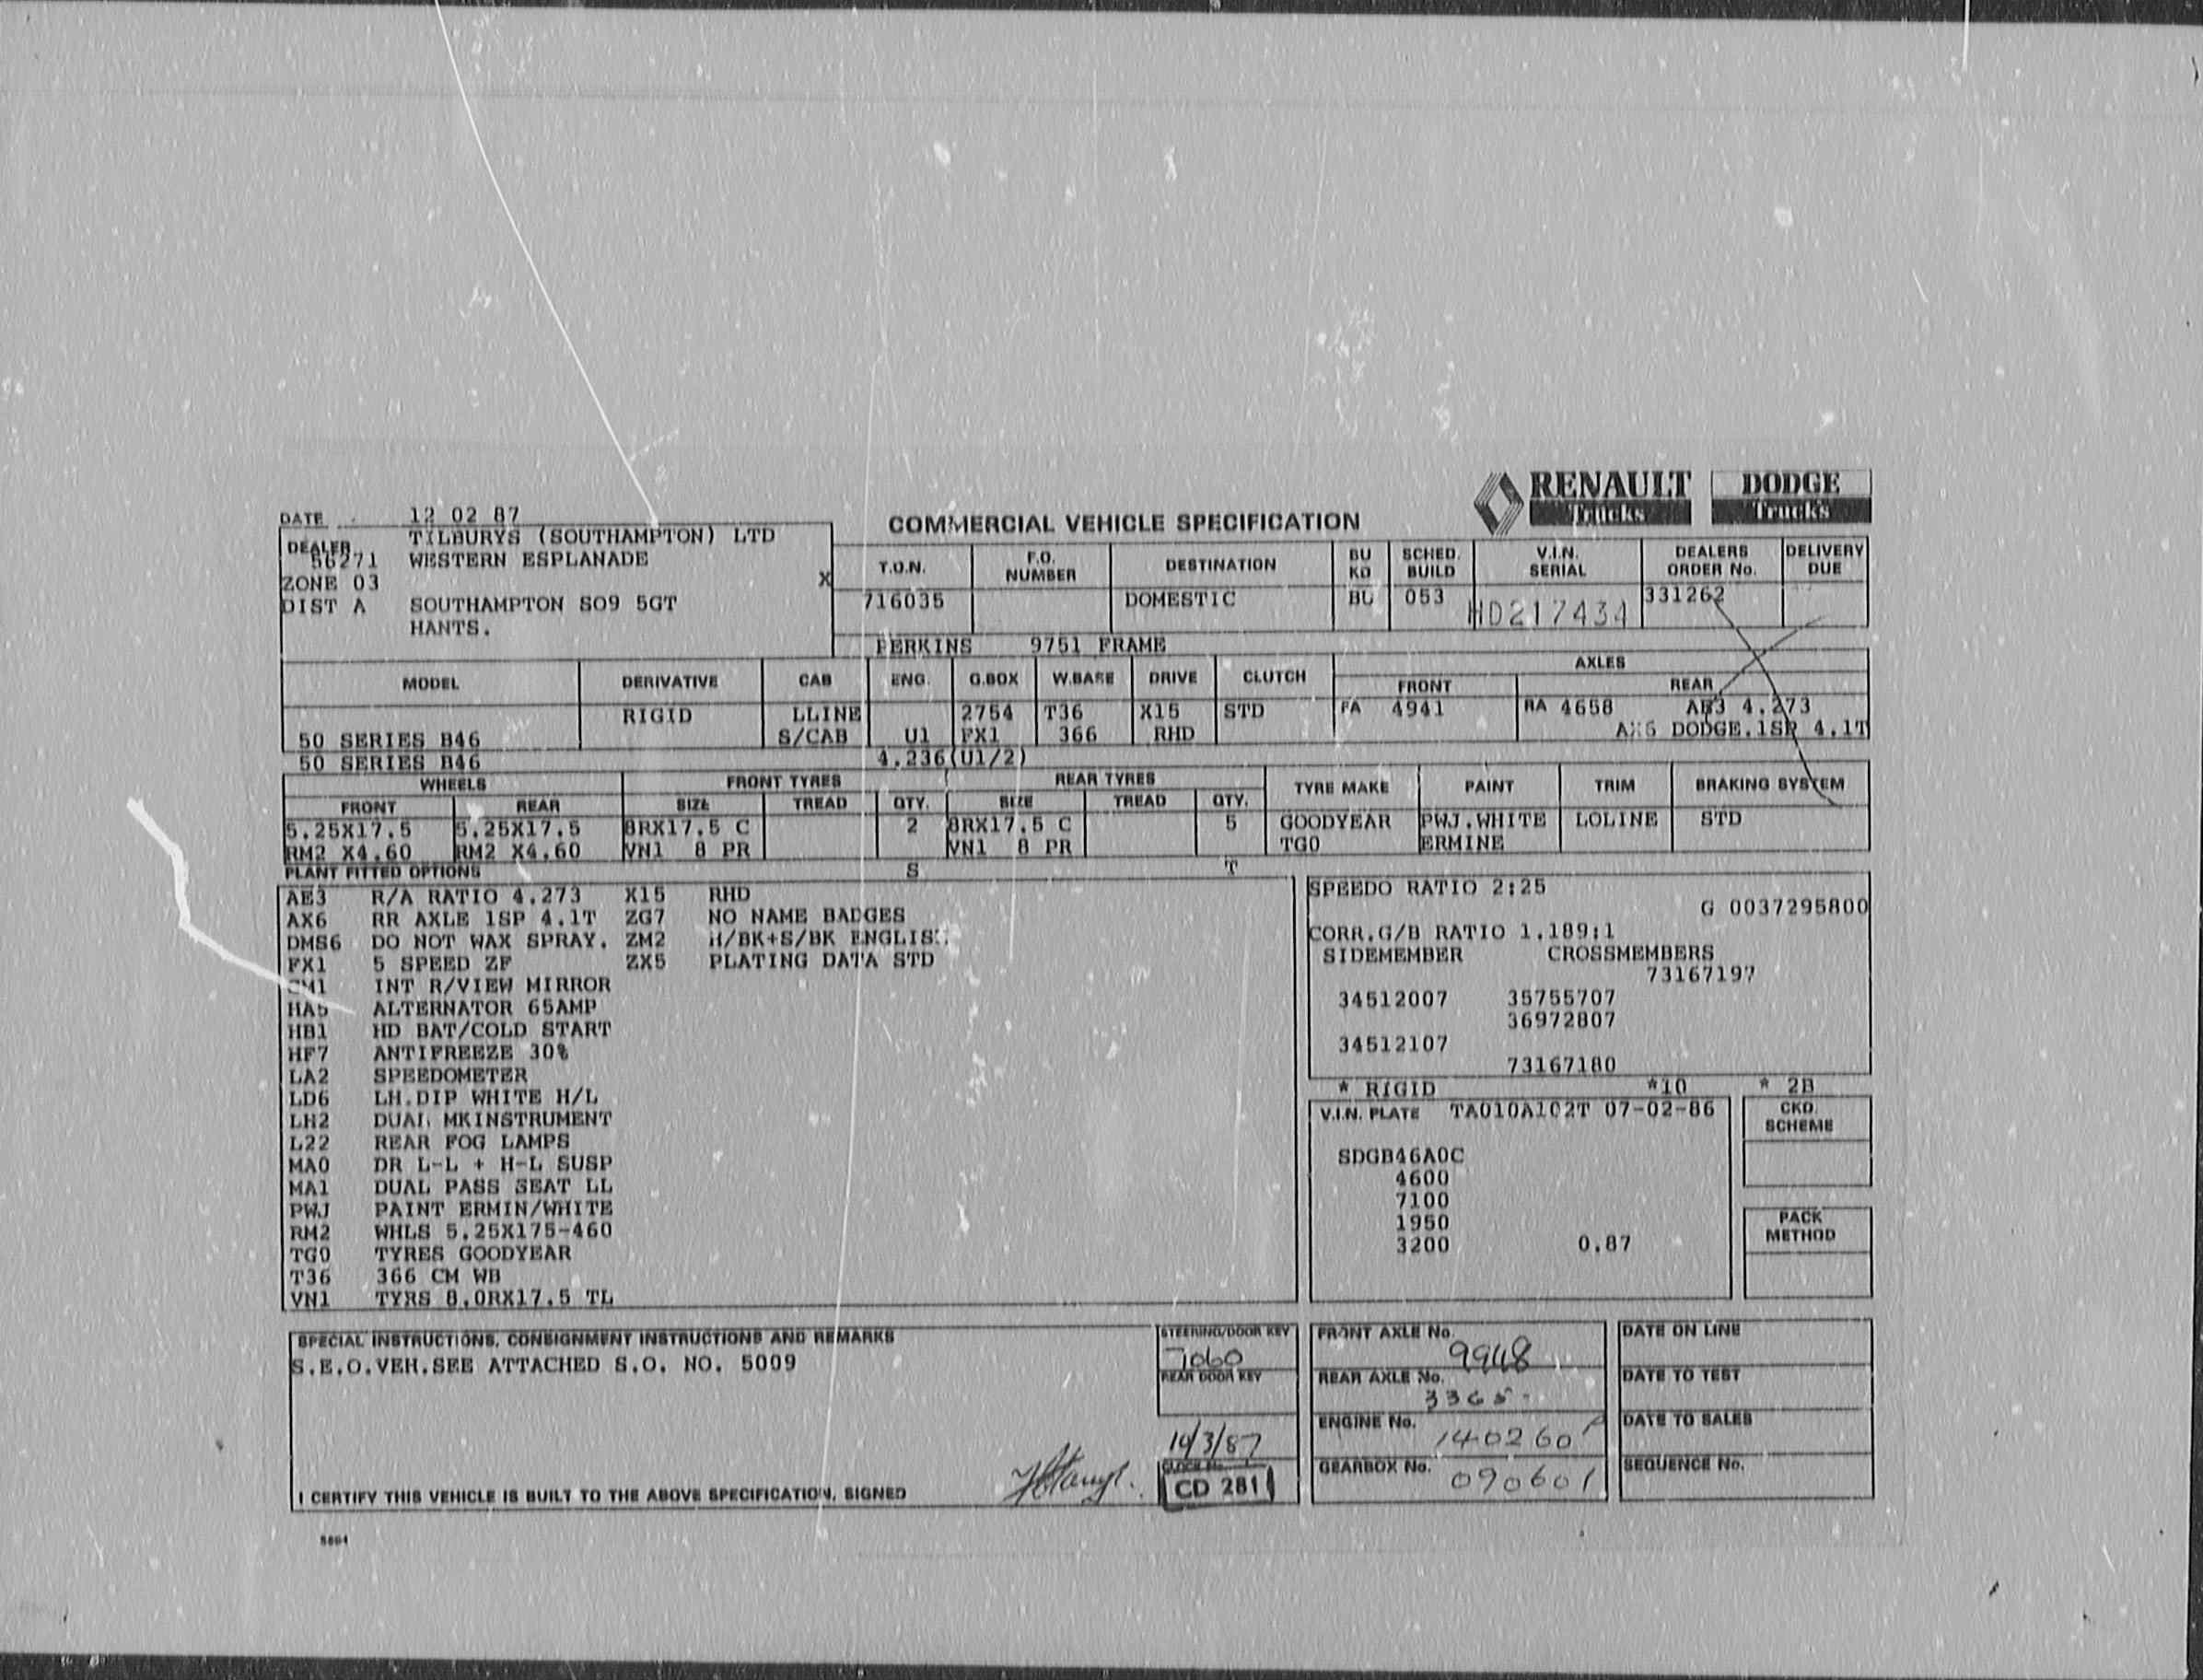 RENAULT Trucks DODGE Trucks
COMMERCIAL VEHICLE SPECIFICATION
DATE 12 02 87
TILBURYS (SOUTHAMPTON) LTD
DEALER
56271 WESTERN ESPLANADE
ZONE 03 X
DIST A SOUTHAMPTON SO9 5GT
HANTS.
T.O.N. F.O. NUMBER DESTINATION BU KD SCHED. BUILD V.I.N. SERIAL DEALERS ORDER No. DELIVERY DUE
716035 DOMESTIC BU 053 HD217434 331262
PERKINS 9751 FRAME
MODEL DERIVATIVE CAB ENG. G.BOX W.BASE DRIVE CLUTCH AXLES
FRONT REAR
RIGID LLINE 2754 T36 X15 STD FA 4941 RA 4658 AE3 4.273
50 SERIES B46 S/CAB U1 FX1 366 RHD AX6 DODGE.1SP 4.1T
50 SERIES B46 4.236(U1/2)
WHEELS FRONT TYRES REAR TYRES TYRE MAKE PAINT TRIM BRAKING SYSTEM
FRONT REAR SIZE TREAD QTY. SIZE TREAD QTY.
5.25X17.5 5.25X17.5 8RX17.5 C 2 8RX17.5 C 5 GOODYEAR PWJ.WHITE LOLINE STD
RM2 X4.60 RM2 X4.60 VN1 8 PR VN1 8 PR TG0 ERMINE
PLANT FITTED OPTIONS S T
AE3 R/A RATIO 4.273 X15 RHD
AX6 RR AXLE 1SP 4.1T ZG7 NO NAME BADGES
DMS6 DO NOT WAX SPRAY. ZM2 H/BK+S/BK ENGLIS
FX1 5 SPEED ZF ZX5 PLATING DATA STD
INT R/VIEW MIRROR
HA5 ALTERNATOR 65AMP
HB1 HD BAT/COLD START
HF7 ANTIFREEZE 30%
LA2 SPEEDOMETER
LD6 LH.DIP WHITE H/L
LH2 DUAL MKINSTRUMENT
L22 REAR FOG LAMPS
MA0 DR L-L + H-L SUSP
MA1 DUAL PASS SEAT LL
PWJ PAINT ERMIN/WHITE
RM2 WHLS 5.25X175-460
TG0 TYRES GOODYEAR
T36 366 CM WB
VN1 TYRS 8.0RX17.5 TL
SPEEDO RATIO 2:25
G 0037295800
CORR.G/B RATIO 1.189:1
SIDEMEMBER CROSSMEMBERS
73167197
34512007 35755707
36972807
34512107
73167180
* RIGID *10 * 2B
V.I.N. PLATE TA010A102T 07-02-86
CKD. SCHEME
SDGB46A0C
4600
7100
1950
3200 0.87
PACK METHOD
SPECIAL INSTRUCTIONS, CONSIGNMENT INSTRUCTIONS AND REMARKS
S.E.O.VEH.SEE ATTACHED S.O. NO. 5009
STEERING/DOOR KEY
7060
REAR DOOR KEY
CLOCK No.
CD 281
I CERTIFY THIS VEHICLE IS BUILT TO THE ABOVE SPECIFICATION. SIGNED
FRONT AXLE No. 9948
REAR AXLE No. 3365
ENGINE No.
GEARBOX No. 090601
DATE ON LINE
DATE TO TEST
DATE TO SALES
SEQUENCE No.